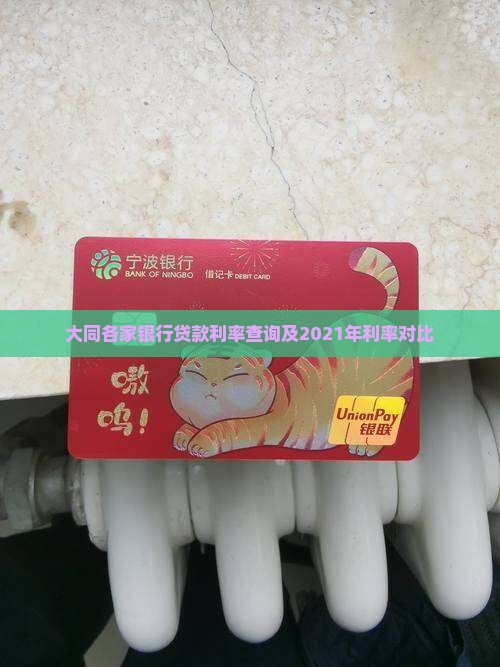 宁波银行
BANK OF NINGBO
借记卡 DEBIT CARD
大同各家银行贷款利率查询及2021年利率对比
嗷
呜!
UnionPay
银联